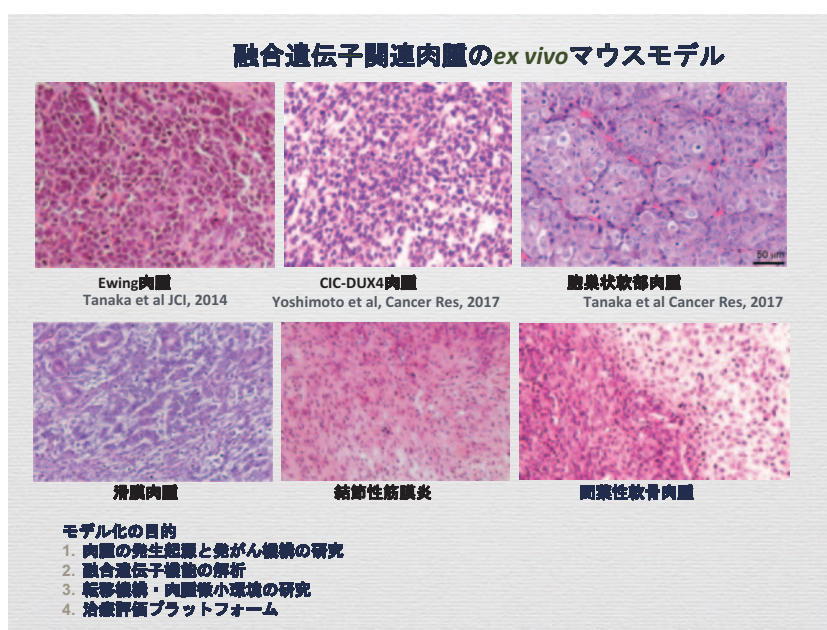 融合遺伝子関連肉腫のex vivoマウスモデル
50 μm
Ewing肉腫
Tanaka et al JCI, 2014
CIC-DUX4肉腫
Yoshimoto et al, Cancer Res, 2017
胞巣状軟部肉腫
Tanaka et al Cancer Res, 2017
滑膜肉腫
結節性筋膜炎
間葉性軟骨肉腫
モデル化の目的
1. 肉腫の発生起源と発がん機構の研究
2. 融合遺伝子機能の解析
3. 転移機構・肉腫微小環境の研究
4. 治療評価プラットフォーム